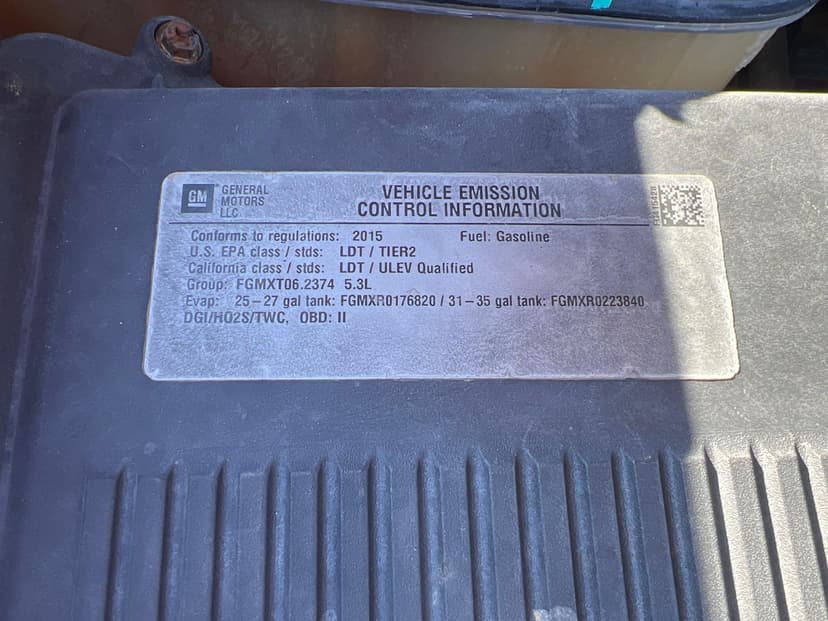 GM GENERAL MOTORS LLC
VEHICLE EMISSION
CONTROL INFORMATION
Conforms to regulations: 2015 Fuel: Gasoline
U.S. EPA class / stds: LDT / TIER2
California class / stds: LDT / ULEV Qualified
Group: FGMXT06.2374 5.3L
Evap: 25-27 gal tank: FGMXR0176820 / 31-35 gal tank: FGMXR0223840
DGI/HO2S/TWC, OBD: II